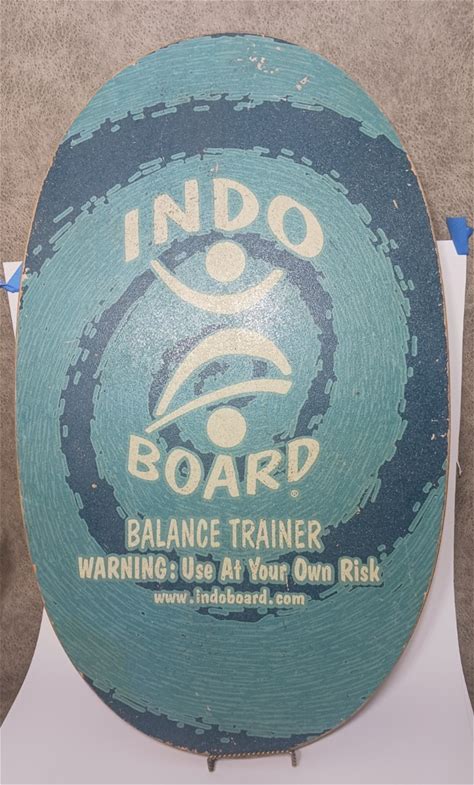 INDO
BOARD®
BALANCE TRAINER
WARNING: Use At Your Own Risk
www.indoboard.com